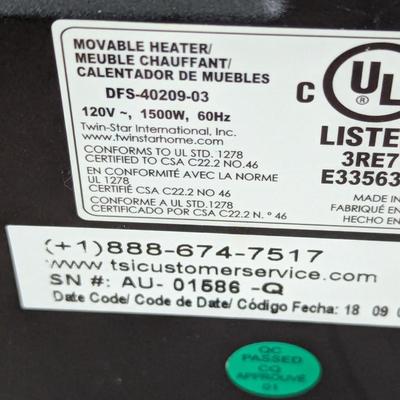 MOVABLE HEATER/
MEUBLE CHAUFFANT/
CALENTADOR DE MUEBLES
DFS-40209-03
120V ~, 1500W, 60Hz
Twin-Star International, Inc.
www.twinstarhome.com
CONFORMS TO UL STD. 1278
CERTIFIED TO CSA C22.2 NO.46
EN CONFORMITÉ AVEC LA NORME
UL 1278
CERTIFIÉ CSA C22.2 NO 46
CONFORME A UL STD. 1278
CERTIFICADO POR CSA C22.2 N.º 46
C UL
LISTE
3RE7
E33563
MADE IN
FABRIQUÉ EN
HECHO EN
(+1)888-674-7517
www tsicustomerservice.com
SN #: AU- 01586 -Q
Date Code/ Code de Date/ Código Fecha: 18 09 0
QC
PASSED
CQ
APPROUVÉ
01